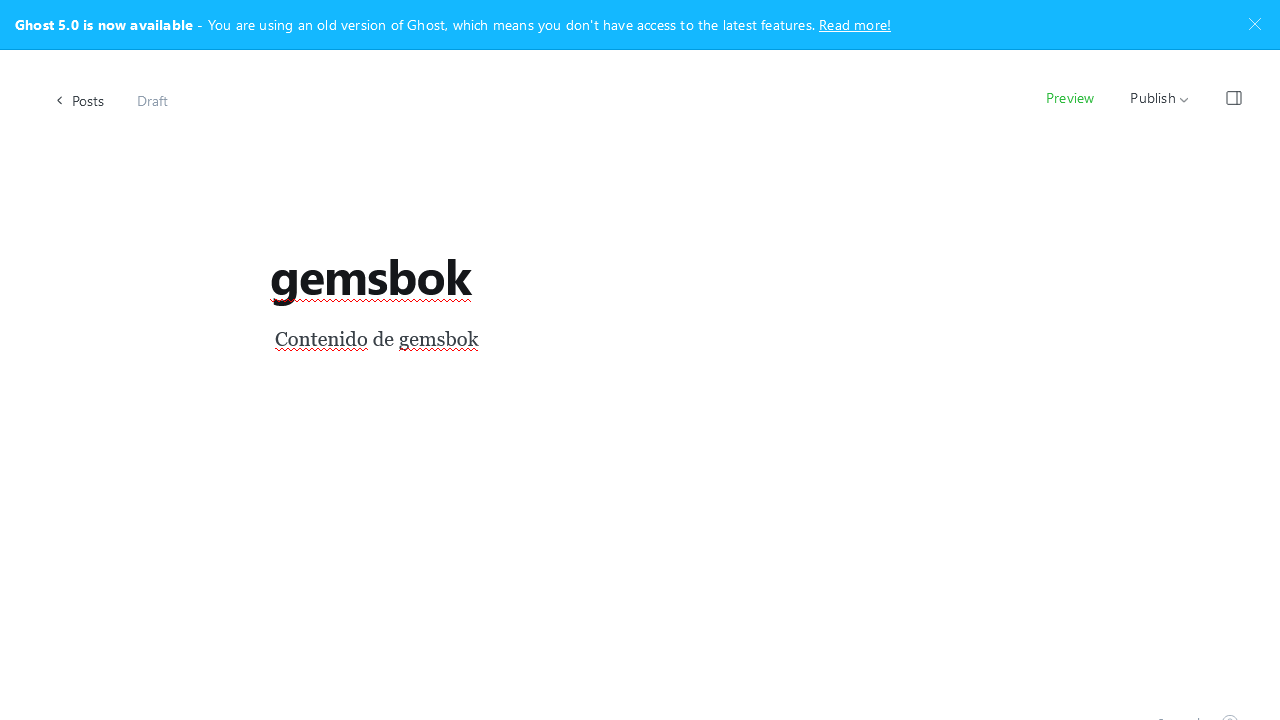 Ghost 5.0 is now available - You are using an old version of Ghost, which means you don't have access to the latest features. Read more!
Posts
Draft
Preview
Publish
gemsbok
Contenido de gemsbok